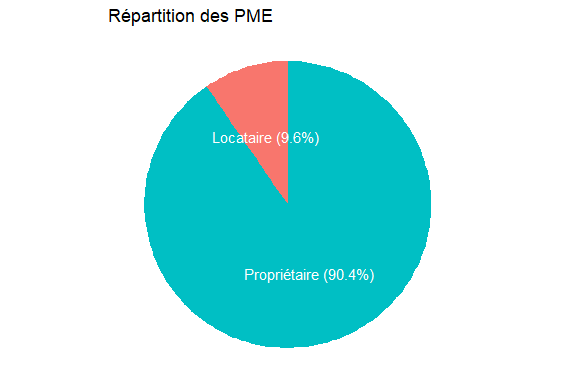 Répartition des PME
Locataire (9.6%)
Propriétaire (90.4%)